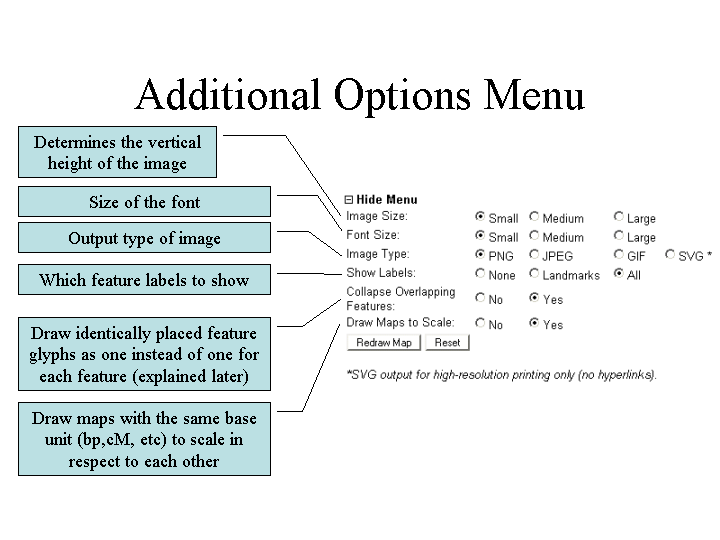 Additional Options Menu
Determines the vertical
height of the image
Size of the font
Output type of image
Which feature labels to show
Draw identically placed feature
glyphs as one instead of one for
each feature (explained later)
Draw maps with the same base
unit (bp,cM, etc) to scale in
respect to each other
Hide Menu
Image Size: Small Medium Large
Font Size: Small Medium Large
Image Type: PNG JPEG GIF SVG *
Show Labels: None Landmarks All
Collapse Overlapping
Features: No Yes
Draw Maps to Scale: No Yes
Redraw Map Reset
*SVG output for high-resolution printing only (no hyperlinks).